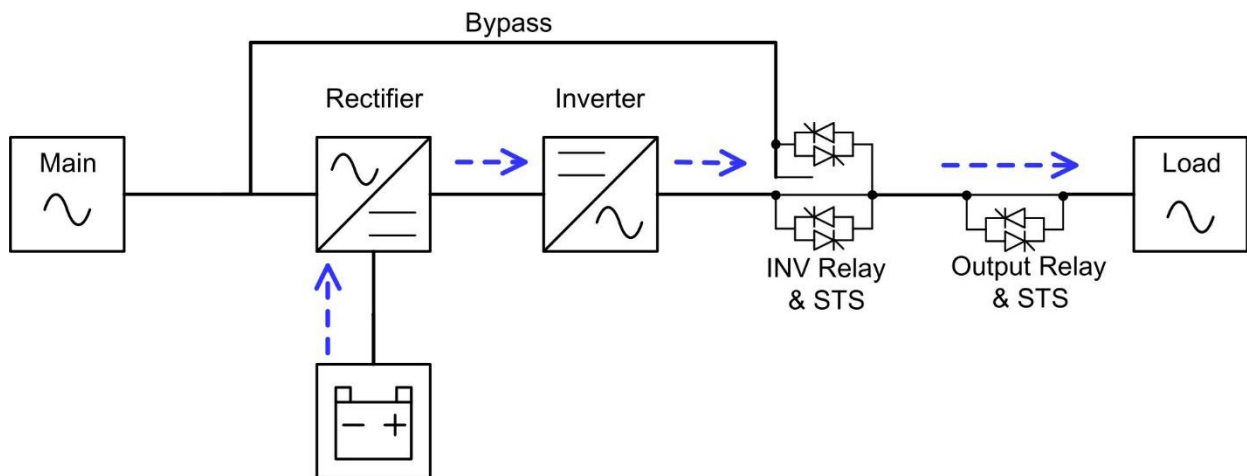 Bypass
Rectifier
Inverter
Main
Load
INV Relay
& STS
Output Relay
& STS